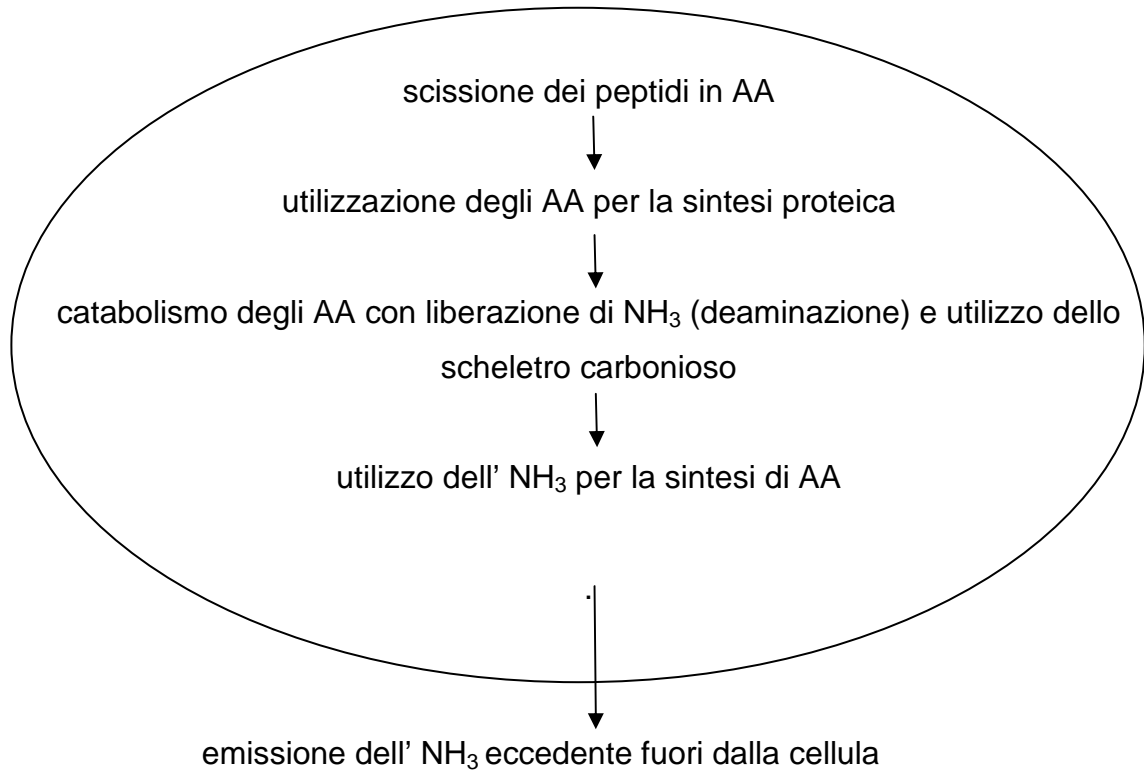 scissione dei peptidi in AA
utilizzazione degli AA per la sintesi proteica
catabolismo degli AA con liberazione di NH₃ (deaminazione) e utilizzo dello
scheletro carbonioso
utilizzo dell’ NH₃ per la sintesi di AA
.
emissione dell’ NH₃ eccedente fuori dalla cellula